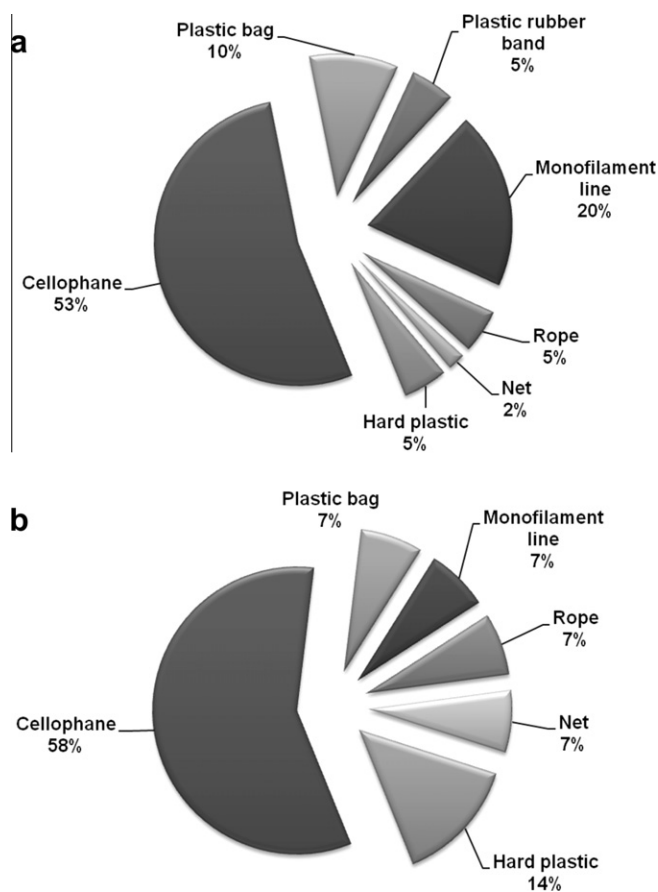 a
Plastic bag
10%
Plastic rubber
band
5%
Monofilament
line
20%
Cellophane
53%
Rope
5%
Net
2%
Hard plastic
5%
b
Plastic bag
7%
Monofilament
line
7%
Rope
7%
Net
7%
Cellophane
58%
Hard plastic
14%